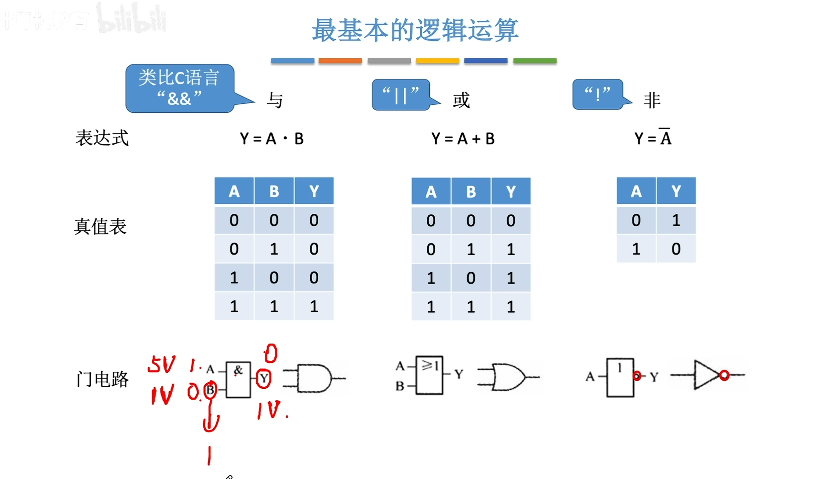 bilibili
最基本的逻辑运算
类比C语言
“&&”
与
“||”
或
“!”
非
表达式
Y = A · B
Y = A + B
Y = A̅
真值表
A B Y
0 0 0
0 1 0
1 0 0
1 1 1
A B Y
0 0 0
0 1 1
1 0 1
1 1 1
A Y
0 1
1 0
门电路
5V 1. A & 0
1V 0. B Y
1V.
1
A ≥1 Y
B
A 1 Y